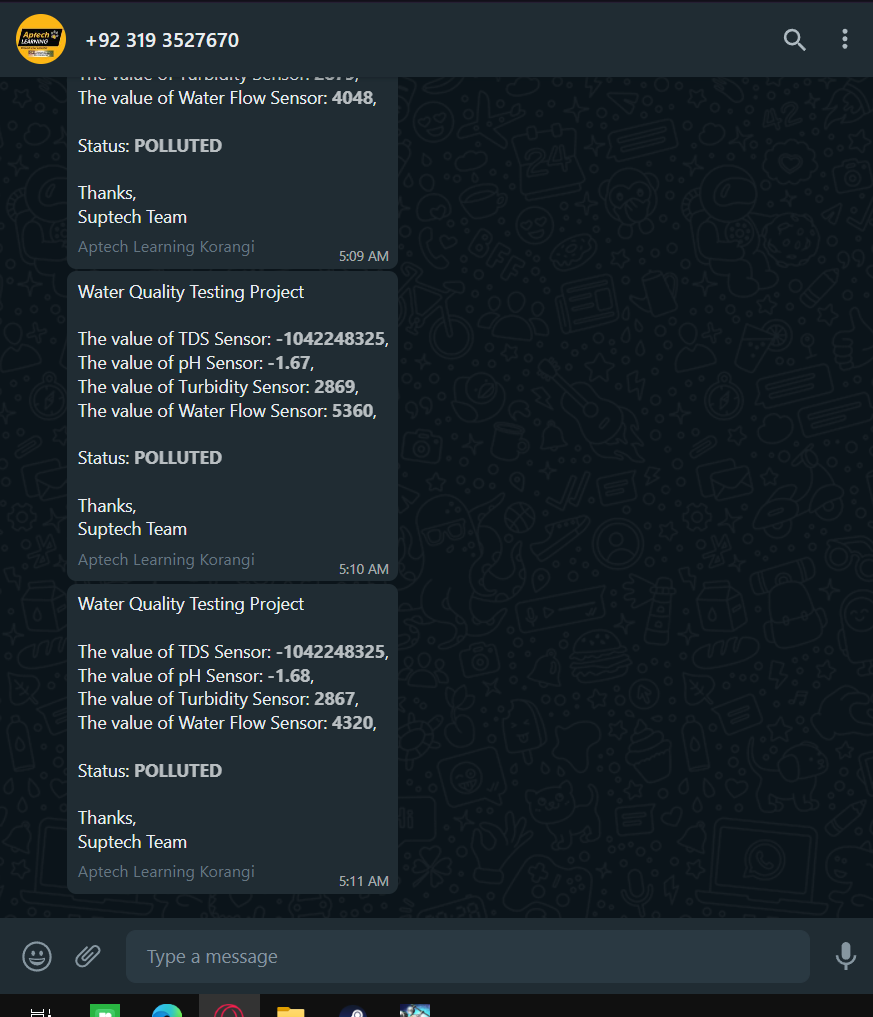 Aptech
LEARNING
+92 319 3527670
The value of Turbidity Sensor: 2879,
The value of Water Flow Sensor: 4048,
Status: POLLUTED
Thanks,
Suptech Team
Aptech Learning Korangi
5:09 AM
Water Quality Testing Project
The value of TDS Sensor: -1042248325,
The value of pH Sensor: -1.67,
The value of Turbidity Sensor: 2869,
The value of Water Flow Sensor: 5360,
Status: POLLUTED
Thanks,
Suptech Team
Aptech Learning Korangi
5:10 AM
Water Quality Testing Project
The value of TDS Sensor: -1042248325,
The value of pH Sensor: -1.68,
The value of Turbidity Sensor: 2867,
The value of Water Flow Sensor: 4320,
Status: POLLUTED
Thanks,
Suptech Team
Aptech Learning Korangi
5:11 AM
Type a message